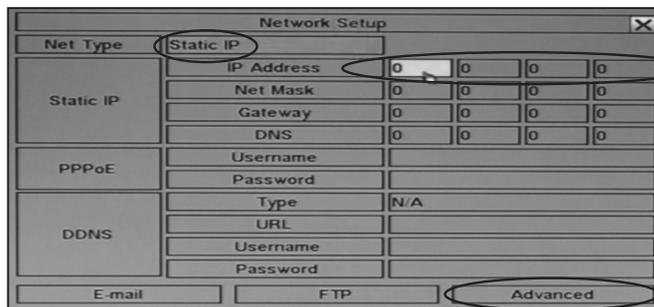 Network Setup X
Net Type Static IP
Static IP IP Address 0 0 0 0
Net Mask 0 0 0 0
Gateway 0 0 0 0
DNS 0 0 0 0
PPPoE Username
Password
DDNS Type N/A
URL
Username
Password
E-mail FTP Advanced